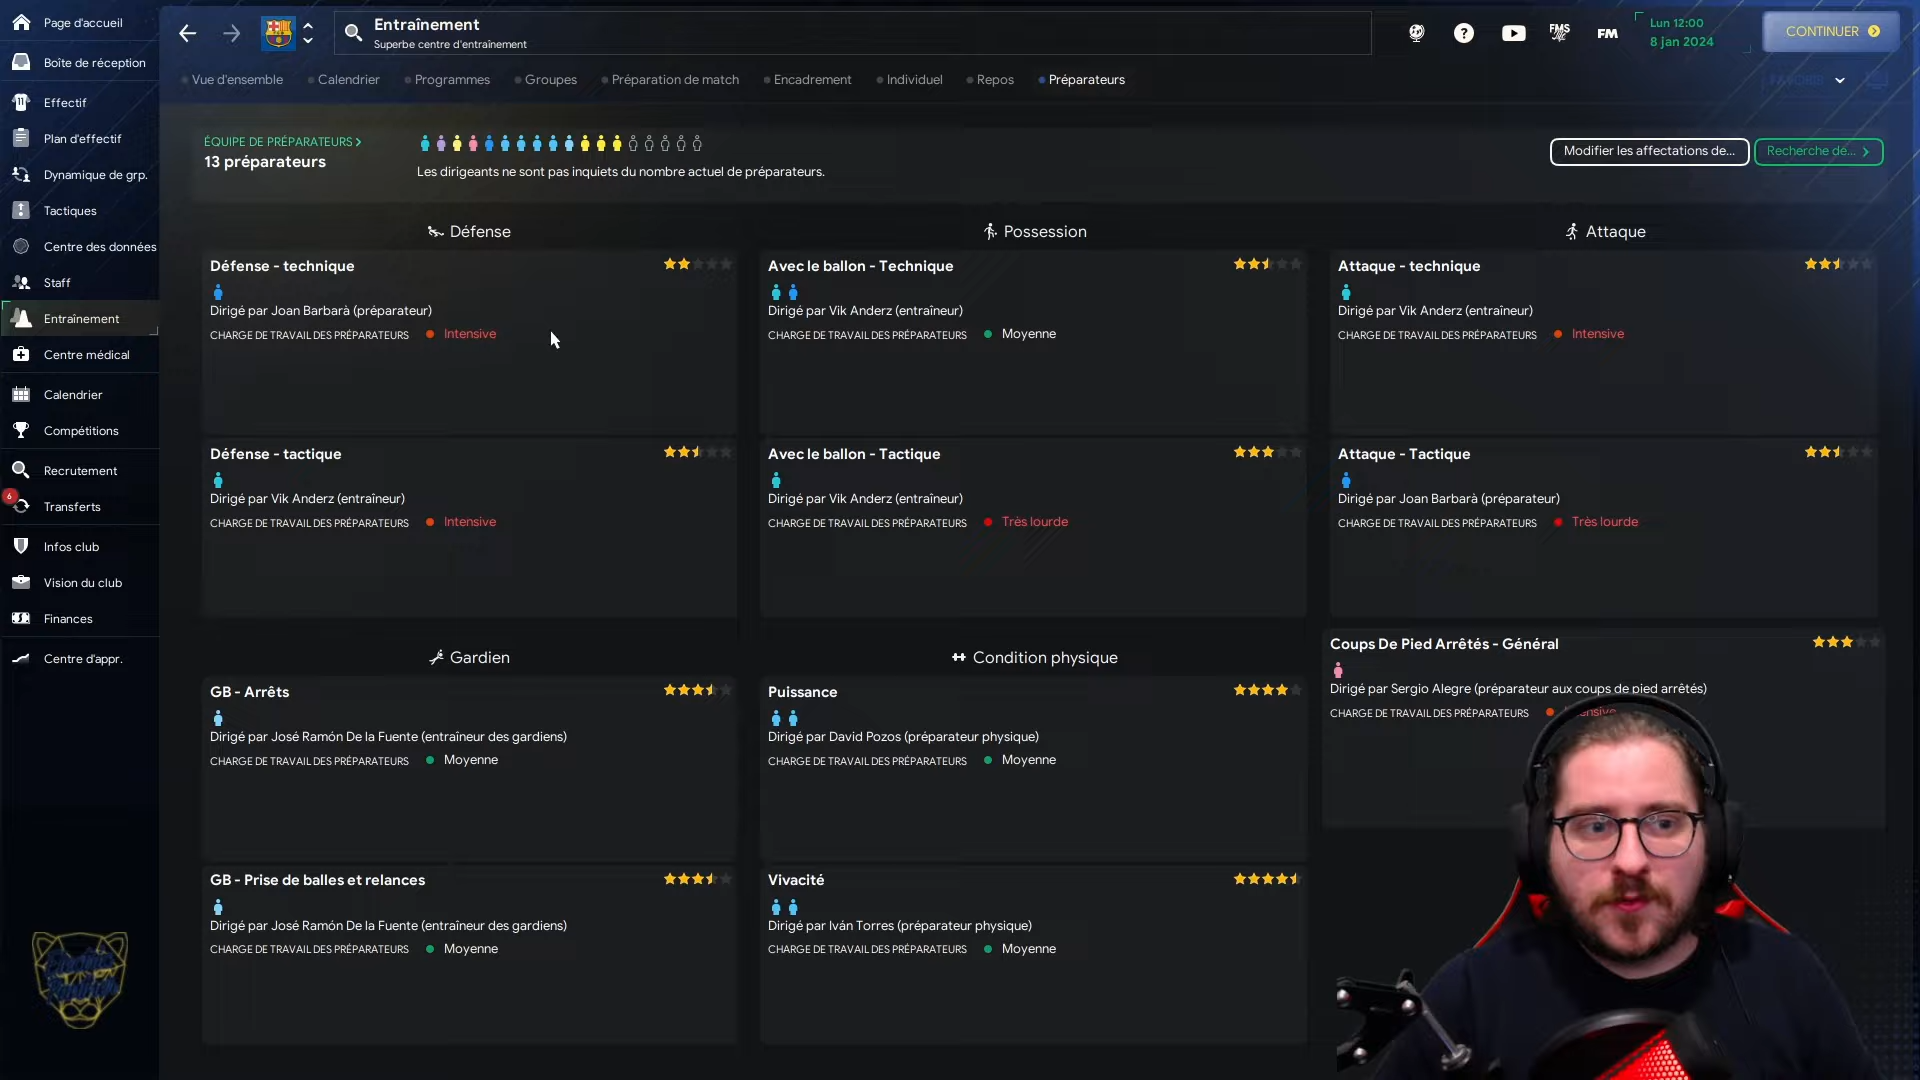 Page d'accueil
Boîte de réception
Effectif
Plan d'effectif
Dynamique de grp.
Tactiques
Centre des données
Staff
Entraînement
Centre médical
Calendrier
Compétitions
Recrutement
6
Transferts
Infos club
Vision du club
Finances
Centre d'appr.
Entraînement
Superbe centre d'entraînement
FMS
FM
Lun 12:00
8 jan 2024
CONTINUER
Vue d'ensemble
Calendrier
Programmes
Groupes
Préparation de match
Encadrement
Individuel
Repos
Préparateurs
ÉQUIPE DE PRÉPARATEURS >
13 préparateurs
Les dirigeants ne sont pas inquiets du nombre actuel de préparateurs.
Modifier les affectations de...
Recherche de... >
Défense
Défense - technique
Dirigé par Joan Barbarà (préparateur)
CHARGE DE TRAVAIL DES PRÉPARATEURS Intensive
Défense - tactique
Dirigé par Vik Anderz (entraîneur)
CHARGE DE TRAVAIL DES PRÉPARATEURS Intensive
Possession
Avec le ballon - Technique
Dirigé par Vik Anderz (entraîneur)
CHARGE DE TRAVAIL DES PRÉPARATEURS Moyenne
Avec le ballon - Tactique
Dirigé par Vik Anderz (entraîneur)
CHARGE DE TRAVAIL DES PRÉPARATEURS Très lourde
Attaque
Attaque - technique
Dirigé par Vik Anderz (entraîneur)
CHARGE DE TRAVAIL DES PRÉPARATEURS Intensive
Attaque - Tactique
Dirigé par Joan Barbarà (préparateur)
CHARGE DE TRAVAIL DES PRÉPARATEURS Très lourde
Gardien
GB - Arrêts
Dirigé par José Ramón De la Fuente (entraîneur des gardiens)
CHARGE DE TRAVAIL DES PRÉPARATEURS Moyenne
GB - Prise de balles et relances
Dirigé par José Ramón De la Fuente (entraîneur des gardiens)
CHARGE DE TRAVAIL DES PRÉPARATEURS Moyenne
Condition physique
Puissance
Dirigé par David Pozos (préparateur physique)
CHARGE DE TRAVAIL DES PRÉPARATEURS Moyenne
Vivacité
Dirigé par Iván Torres (préparateur physique)
CHARGE DE TRAVAIL DES PRÉPARATEURS Moyenne
Coups De Pied Arrêtés - Général
Dirigé par Sergio Alegre (préparateur aux coups de pied arrêtés)
CHARGE DE TRAVAIL DES PRÉPARATEURS